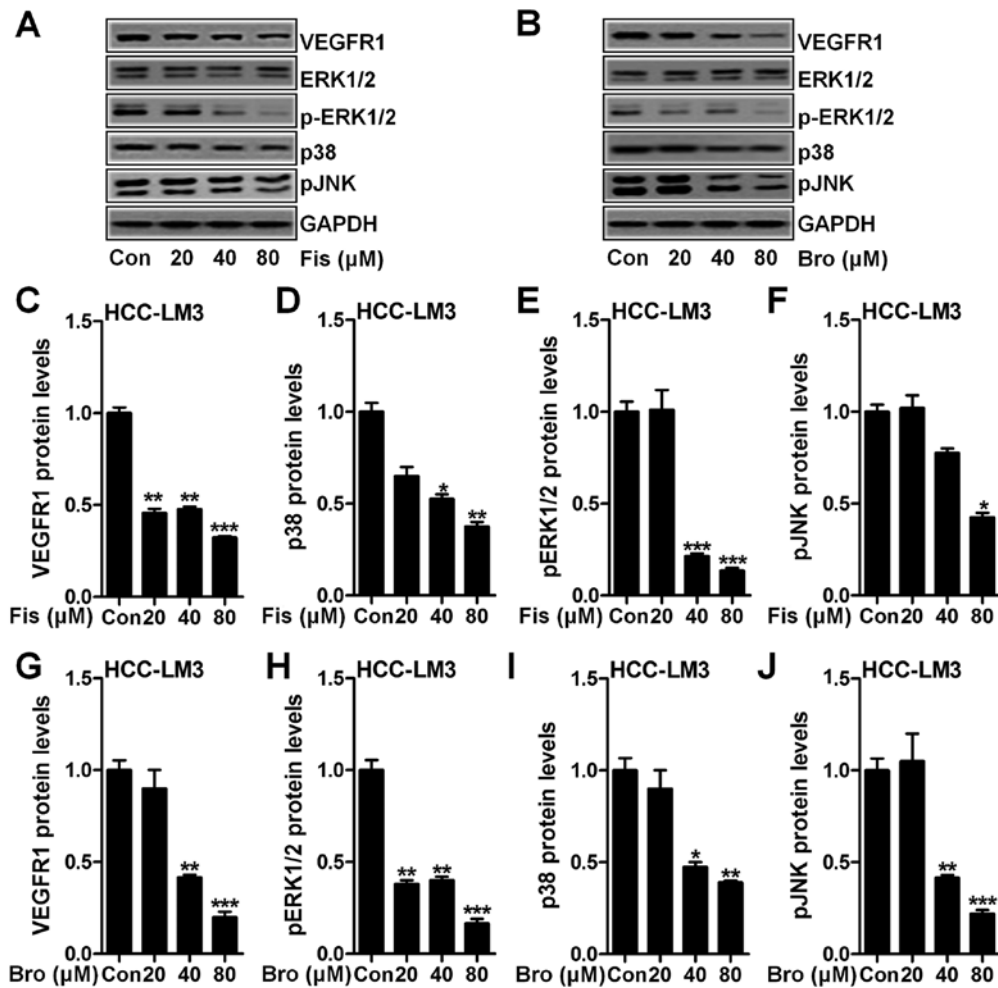 A
VEGFR1
ERK1/2
p-ERK1/2
p38
pJNK
GAPDH
Con 20 40 80 Fis (μM)
B
VEGFR1
ERK1/2
p-ERK1/2
p38
pJNK
GAPDH
Con 20 40 80 Bro (μM)
C
HCC-LM3
VEGFR1 protein levels
1.5
1.0
0.5
0.0
** ** ***
Fis (μM) Con 20 40 80
D
HCC-LM3
p38 protein levels
1.5
1.0
0.5
0.0
* **
Fis (μM) Con 20 40 80
E
HCC-LM3
pERK1/2 protein levels
1.5
1.0
0.5
0.0
*** ***
Fis (μM) Con 20 40 80
F
HCC-LM3
pJNK protein levels
1.5
1.0
0.5
0.0
*
Fis (μM) Con 20 40 80
G
HCC-LM3
VEGFR1 protein levels
1.5
1.0
0.5
0.0
** ***
Bro (μM) Con 20 40 80
H
HCC-LM3
pERK1/2 protein levels
1.5
1.0
0.5
0.0
** ** ***
Bro (μM) Con 20 40 80
I
HCC-LM3
p38 protein levels
1.5
1.0
0.5
0.0
* **
Bro (μM) Con 20 40 80
J
HCC-LM3
pJNK protein levels
1.5
1.0
0.5
0.0
** ***
Bro (μM) Con 20 40 80